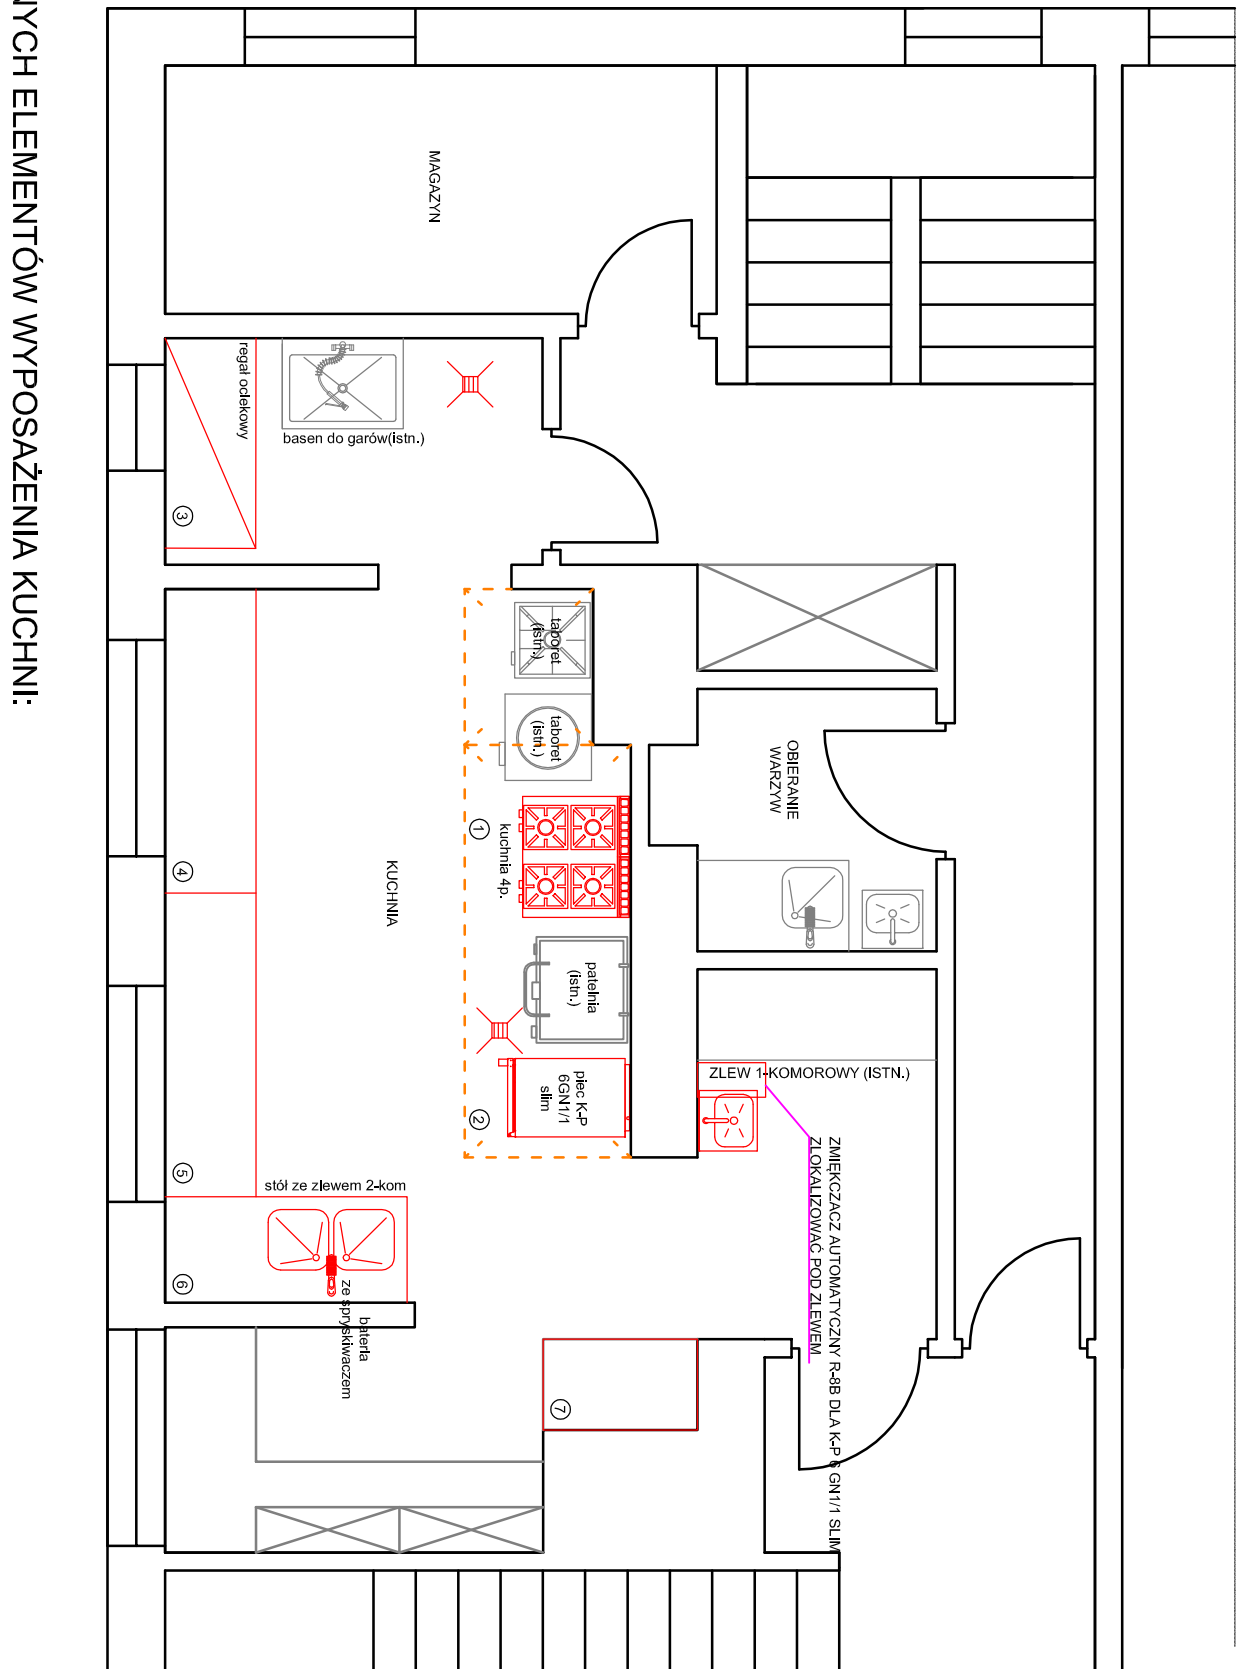 NYCH ELEMENTÓW WYPOSAŻENIA KUCHNI:
MAGAZYN
regał ociekowy
basen do garów(istn.)
3
taboret
(istn.)
taboret
(istn.)
OBIERANIE
WARZYW
1
kuchnia 4p.
KUCHNIA
4
patelnia
(istn.)
piec K-P
6GN1/1
slim
2
ZLEW 1-KOMOROWY (ISTN.)
ZMIĘKCZACZ AUTOMATYCZNY R-8B DLA K-P 6 GN1/1 SLIM
ZLOKALIZOWAĆ POD ZLEWEM
5
stół ze zlewem 2-kom
6
bateria
ze spryskiwaczem
7